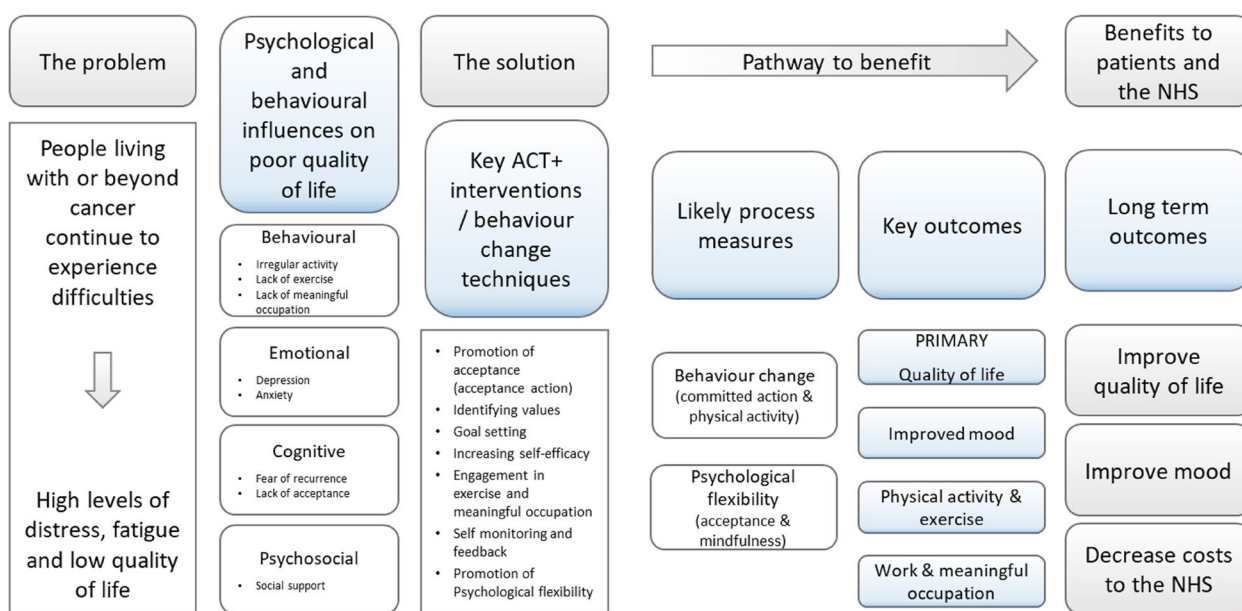 The problem
People living
with or beyond
cancer
continue to
experience
difficulties
High levels of
distress, fatigue
and low quality
of life
Psychological
and
behavioural
influences on
poor quality
of life
Behavioural
• Irregular activity
• Lack of exercise
• Lack of meaningful
occupation
Emotional
• Depression
• Anxiety
Cognitive
• Fear of recurrence
• Lack of acceptance
Psychosocial
• Social support
The solution
Key ACT+
interventions
/ behaviour
change
techniques
• Promotion of
acceptance
(acceptance action)
• Identifying values
• Goal setting
• Increasing self-efficacy
• Engagement in
exercise and
meaningful occupation
• Self monitoring and
feedback
• Promotion of
Psychological flexibility
Pathway to benefit
Likely process
measures
Behaviour change
(committed action &
physical activity)
Psychological
flexibility
(acceptance &
mindfulness)
Key outcomes
PRIMARY
Quality of life
Improved mood
Physical activity &
exercise
Work & meaningful
occupation
Benefits to
patients and
the NHS
Long term
outcomes
Improve
quality of life
Improve mood
Decrease costs
to the NHS